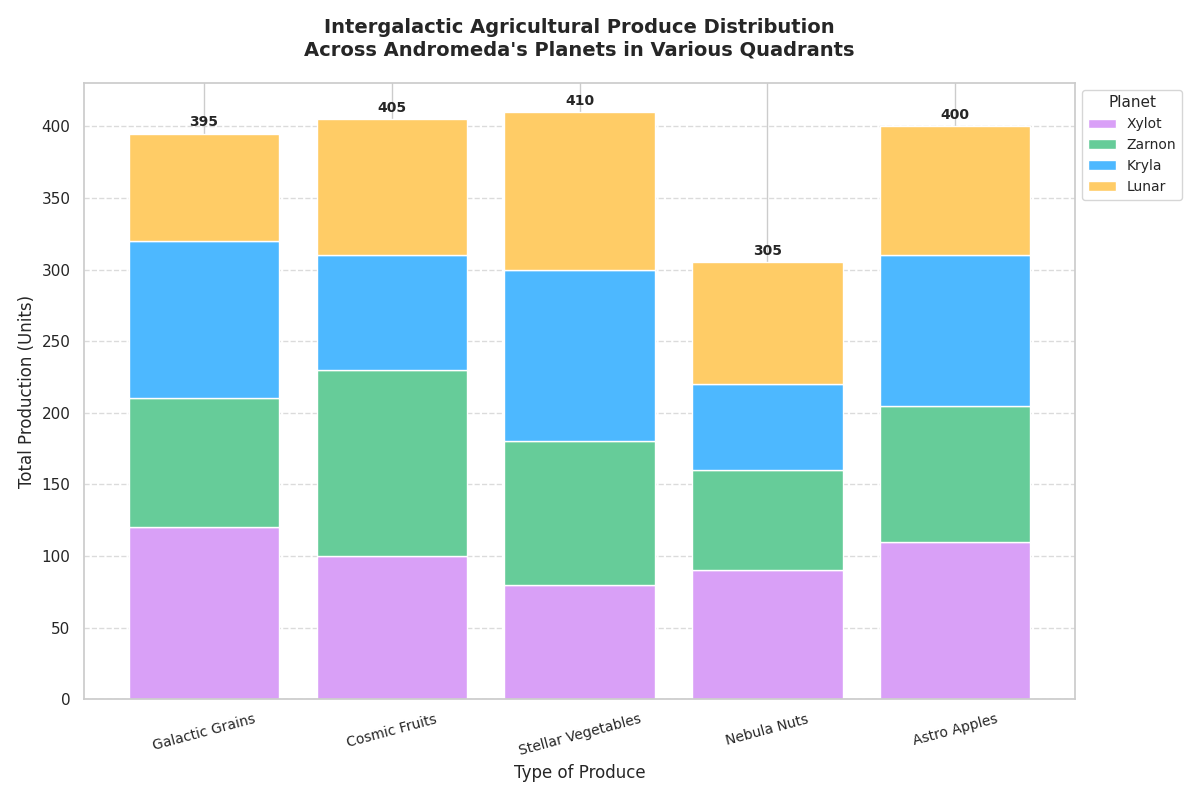 Intergalactic Agricultural Produce Distribution
Across Andromeda's Planets in Various Quadrants
Planet
Xylot
Zarnon
Kryla
Lunar
395
405
410
305
400
Total Production (Units)
400
350
300
250
200
150
100
50
0
Galactic Grains
Cosmic Fruits
Stellar Vegetables
Nebula Nuts
Astro Apples
Type of Produce